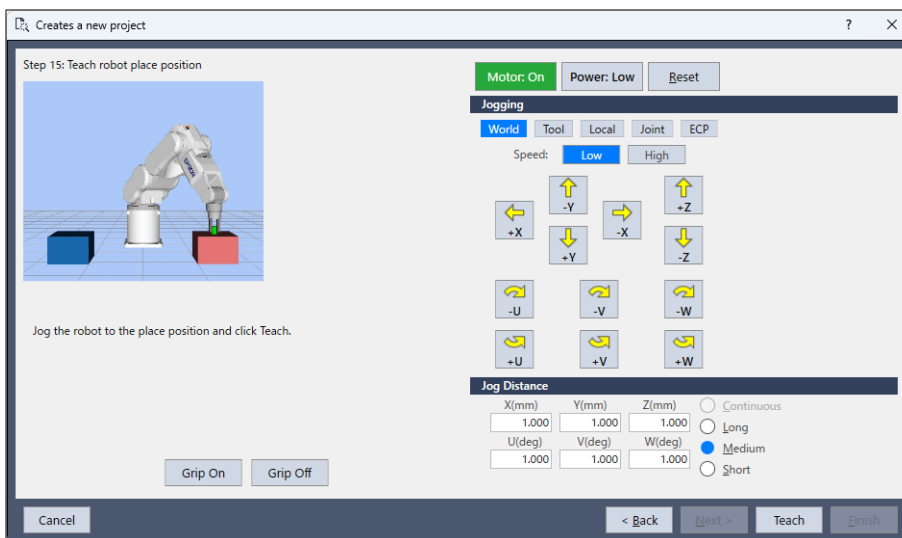 Creates a new project
?
Step 15: Teach robot place position
EPSON
Jog the robot to the place position and click Teach.
Grip On
Grip Off
Motor: On
Power: Low
Reset
Jogging
World
Tool
Local
Joint
ECP
Speed:
Low
High
+X
-Y
+Y
-X
+Z
-Z
-U
-V
-W
+U
+V
+W
Jog Distance
X(mm) Y(mm) Z(mm)
1.000 1.000 1.000
U(deg) V(deg) W(deg)
1.000 1.000 1.000
Continuous
Long
Medium
Short
Cancel
< Back
Next >
Teach
Finish